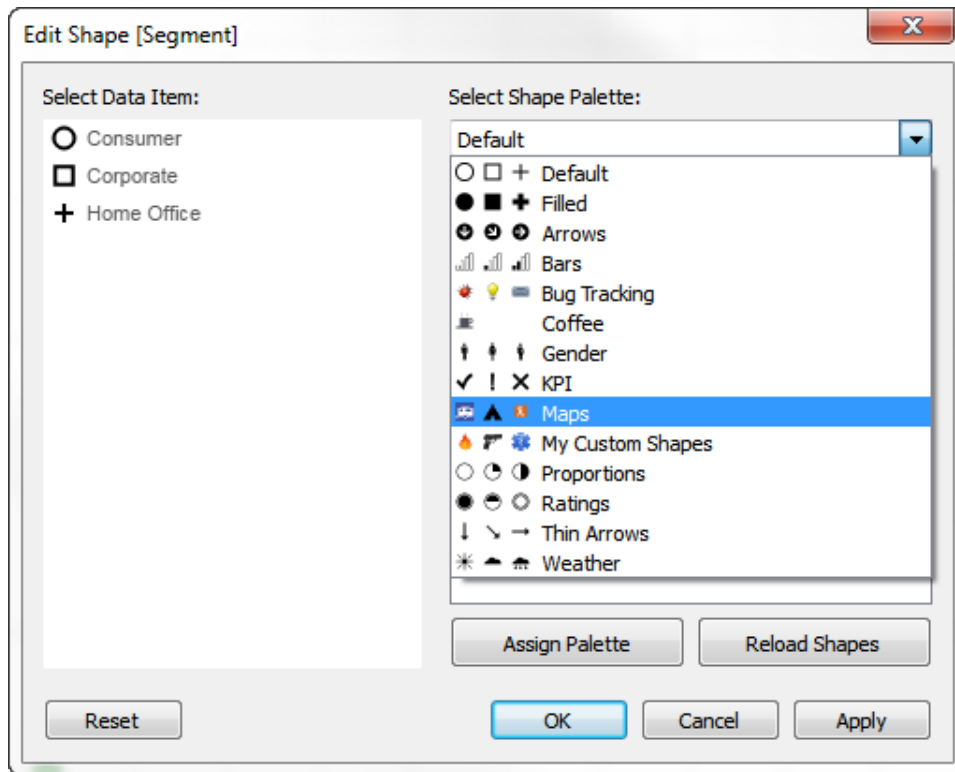 Edit Shape [Segment]
Select Data Item:
Consumer
Corporate
Home Office
Select Shape Palette:
Default
Default
Filled
Arrows
Bars
Bug Tracking
Coffee
Gender
KPI
Maps
My Custom Shapes
Proportions
Ratings
Thin Arrows
Weather
Assign Palette
Reload Shapes
Reset
OK
Cancel
Apply